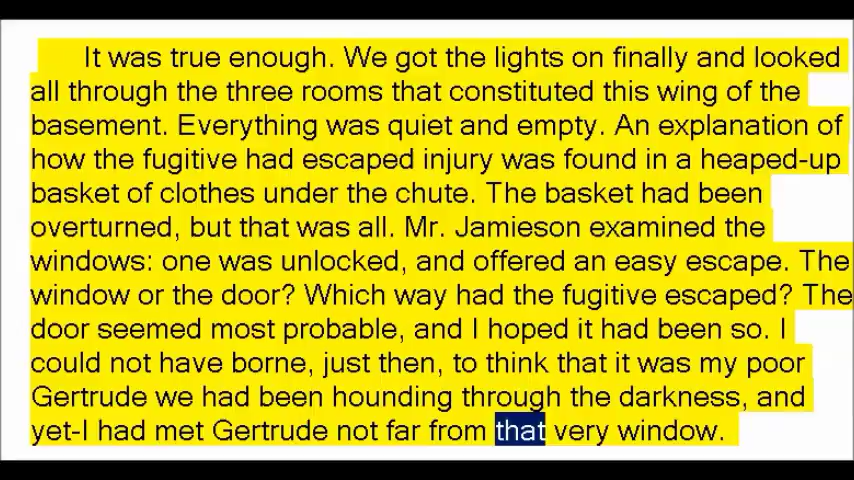 It was true enough. We got the lights on finally and looked
all through the three rooms that constituted this wing of the
basement. Everything was quiet and empty. An explanation of
how the fugitive had escaped injury was found in a heaped-up
basket of clothes under the chute. The basket had been
overturned, but that was all. Mr. Jamieson examined the
windows: one was unlocked, and offered an easy escape. The
window or the door? Which way had the fugitive escaped? The
door seemed most probable, and I hoped it had been so. I
could not have borne, just then, to think that it was my poor
Gertrude we had been hounding through the darkness, and
yet-I had met Gertrude not far from that very window.